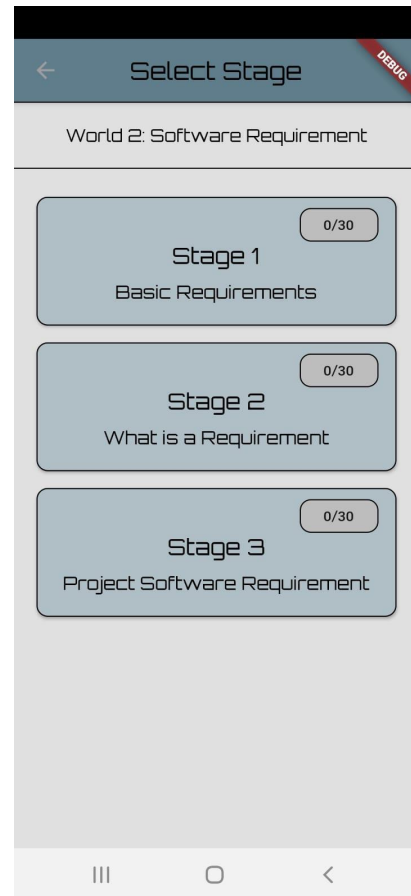 Select Stage
DEBUG
World 2: Software Requirement
0/30
Stage 1
Basic Requirements
0/30
Stage 2
What is a Requirement
0/30
Stage 3
Project Software Requirement